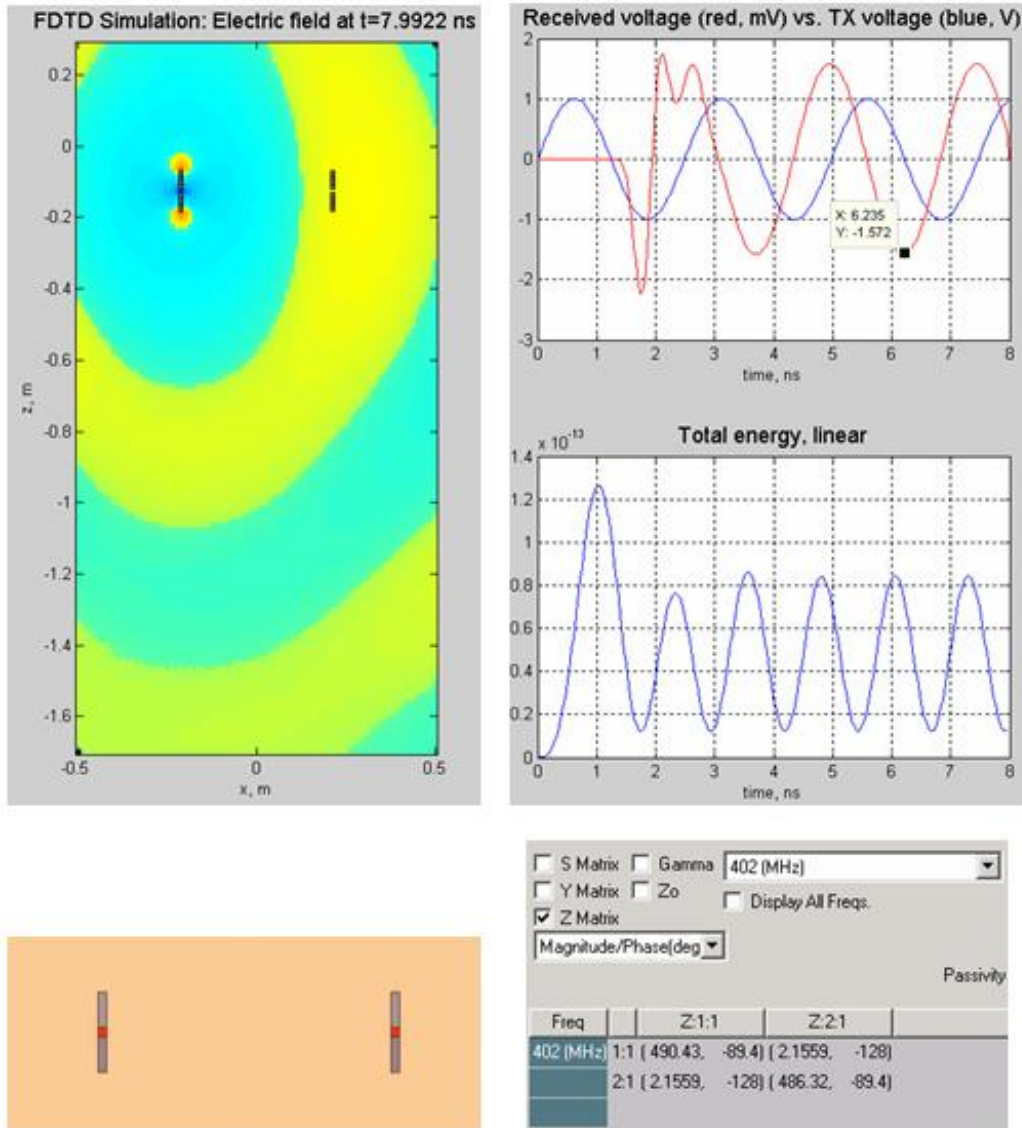 FDTD Simulation: Electric field at t=7.9922 ns
0.2
0
-0.2
-0.4
-0.6
-0.8
-1
-1.2
-1.4
-1.6
z, m
-0.5 0 0.5
x, m
Received voltage (red, mV) vs. TX voltage (blue, V)
2
1
0
-1
-2
-3
X: 6.235
Y: -1.572
0 1 2 3 4 5 6 7 8
time, ns
Total energy, linear
x 10-13
1.4
1.2
1
0.8
0.6
0.4
0.2
0
0 1 2 3 4 5 6 7 8
time, ns
S Matrix Gamma 402 (MHz)
Y Matrix Zo Display All Freqs.
Z Matrix
Magnitude/Phase(deg
Passivity
Freq Z:1:1 Z:2:1
402 (MHz) 1:1 ( 490.43, -89.4) ( 2.1559, -128)
2:1 ( 2.1559, -128) ( 486.32, -89.4)